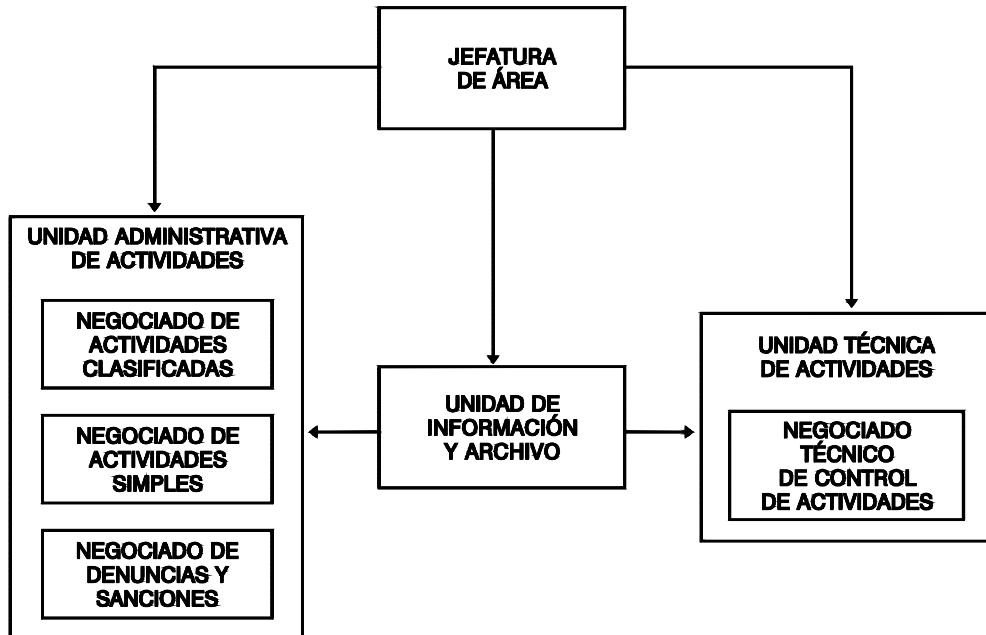 JEFATURA
DE ÁREA
UNIDAD ADMINISTRATIVA
DE ACTIVIDADES
NEGOCIADO DE
ACTIVIDADES
CLASIFICADAS
NEGOCIADO DE
ACTIVIDADES
SIMPLES
NEGOCIADO DE
DENUNCIAS Y
SANCIONES
UNIDAD DE
INFORMACIÓN
Y ARCHIVO
UNIDAD TÉCNICA
DE ACTIVIDADES
NEGOCIADO
TÉCNICO
DE CONTROL
DE ACTIVIDADES